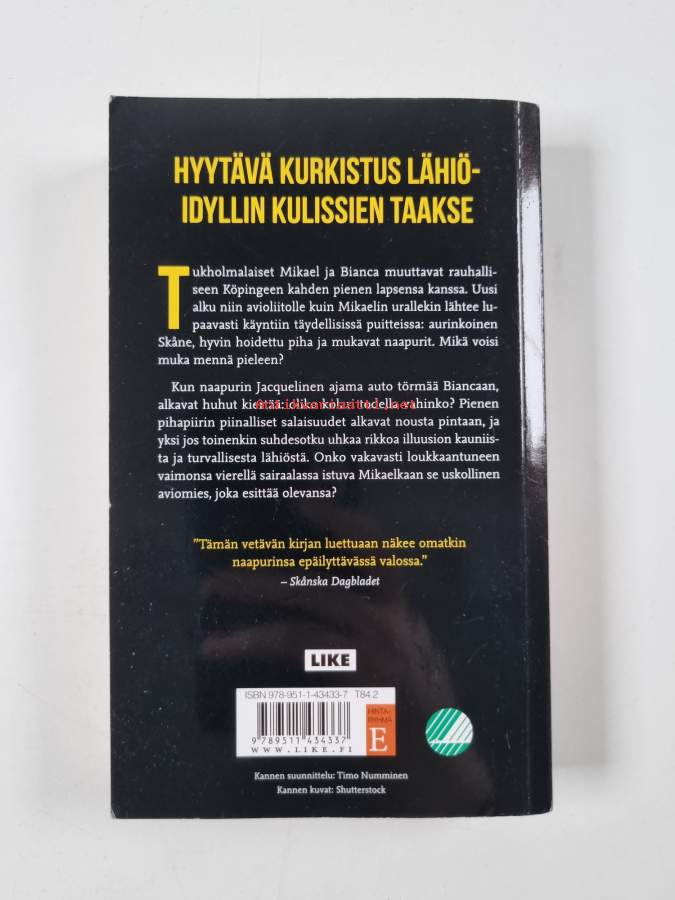 HYYTÄVÄ KURKISTUS LÄHIÖ-
IDYLLIN KULISSIEN TAAKSE
Tukholmalaiset Mikael ja Bianca muuttavat rauhalli-
seen Köpingeen kahden pienen lapsensa kanssa. Uusi
alku niin avioliitolle kuin Mikaelin urallekin lähtee lu-
paavasti käyntiin täydellisissä puitteissa: aurinkoinen
Skåne, hyvin hoidettu piha ja mukavat naapurit. Mikä voisi
muka mennä pieleen?
Kun naapurin Jacquelinen ajama auto törmää Biancaan,
alkavat huhut kiertää: oliko kolari todella vahinko? Pienen
pihapiirin piinalliset salaisuudet alkavat nousta pintaan, ja
yksi jos toinenkin suhdesotku uhkaa rikkoa illuusion kauniis-
ta ja turvallisesta lähiöstä. Onko vakavasti loukkaantuneen
vaimonsa vierellä sairaalassa istuva Mikaelkaan se uskollinen
aviomies, joka esittää olevansa?
”Tämän vetävän kirjan luettuaan näkee omatkin
naapurinsa epäilyttävässä valossa.”
– Skånska Dagbladet
LIKE
ISBN 978-951-1-43433-7 T84.2
HINTA-
RYHMÄ
E
9 789511 434337
WWW.LIKE.FI
Kannen suunnittelu: Timo Numminen
Kannen kuvat: Shutterstock